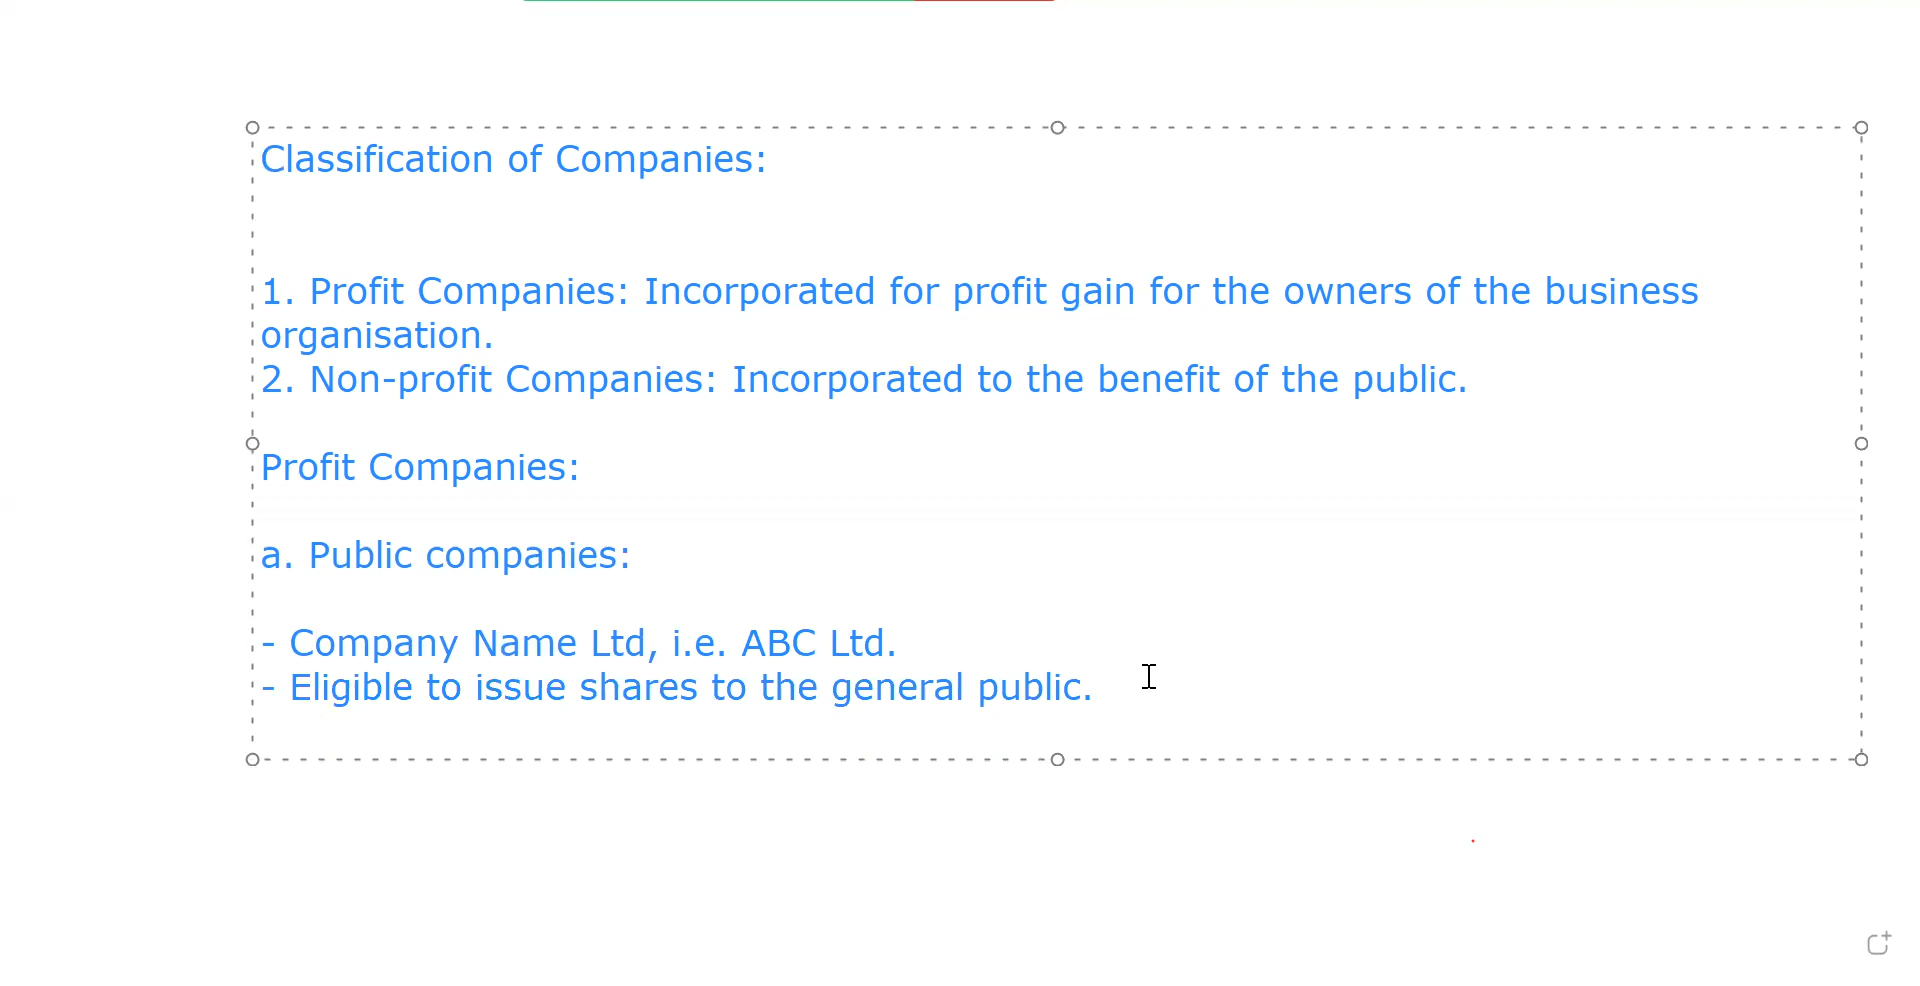 Classification of Companies:
1. Profit Companies: Incorporated for profit gain for the owners of the business
organisation.
2. Non-profit Companies: Incorporated to the benefit of the public.
Profit Companies:
a. Public companies:
- Company Name Ltd, i.e. ABC Ltd.
- Eligible to issue shares to the general public.